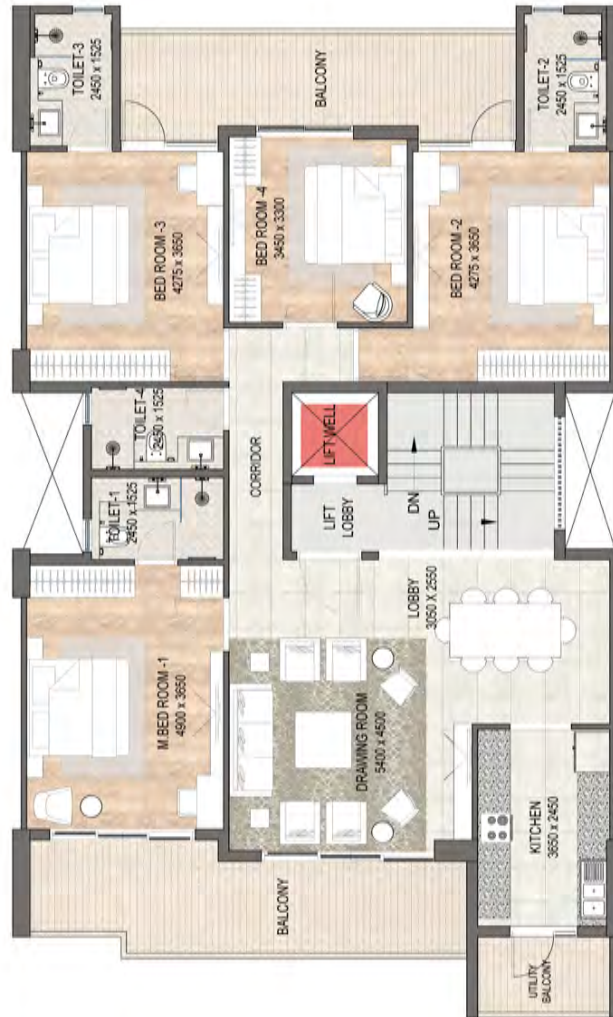 TOILET-3
2450 x 1525
BALCONY
TOILET-2
2450 x 1525
BED ROOM -3
4275 x 3650
BED ROOM -4
3450 x 3300
BED ROOM -2
4275 x 3650
TOILET-4
2450 x 1525
TOILET-1
2450 x 1525
CORRIDOR
LIFT WELL
LIFT
LOBBY
DN
UP
M.BED ROOM -1
4900 x 3650
LOBBY
3050 X 2550
DRAWING ROOM
5400 x 4500
KITCHEN
3650 x 2450
BALCONY
UTILITY
BALCONY